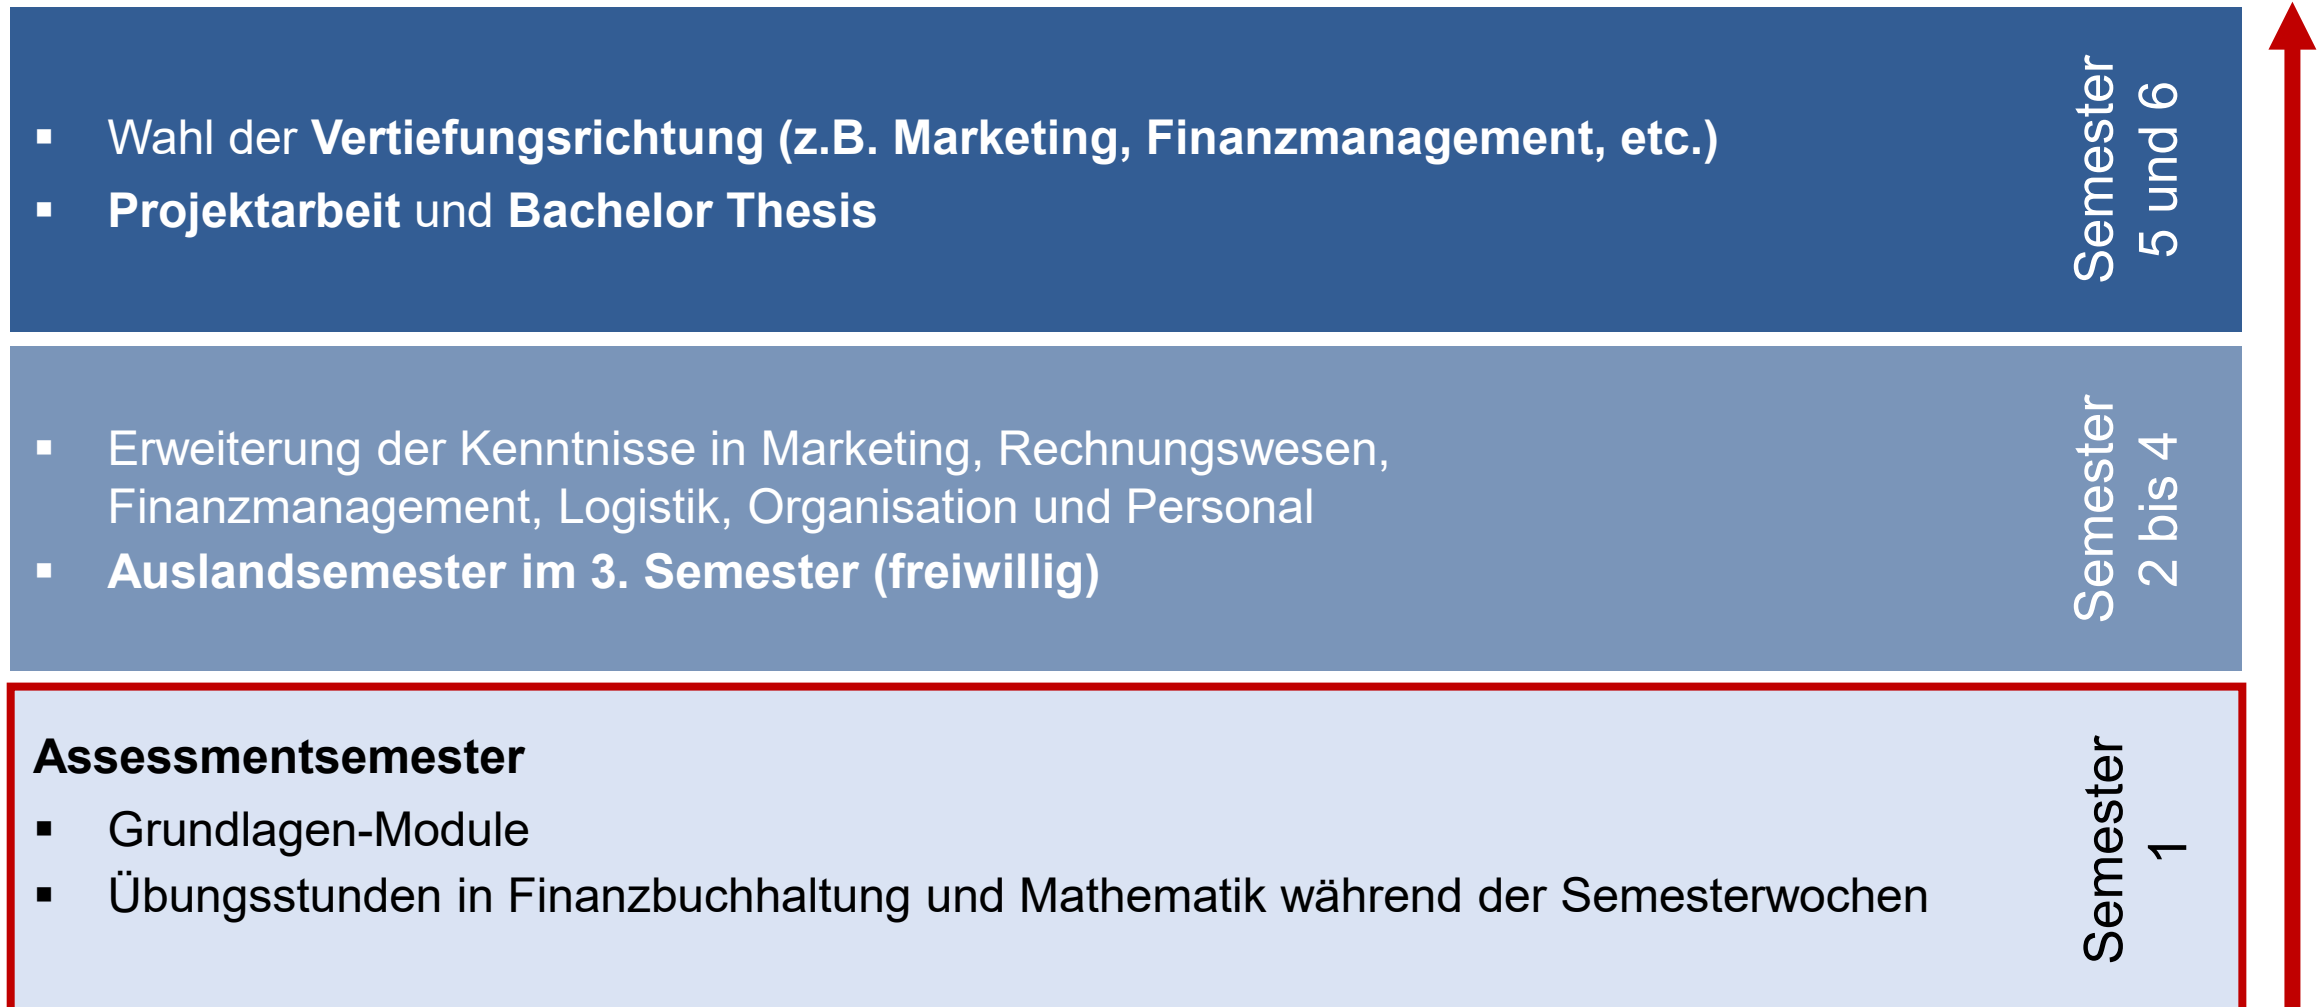 ▪ Wahl der Vertiefungsrichtung (z.B. Marketing, Finanzmanagement, etc.)
▪ Projektarbeit und Bachelor Thesis
Semester
5 und 6
▪ Erweiterung der Kenntnisse in Marketing, Rechnungswesen,
Finanzmanagement, Logistik, Organisation und Personal
▪ Auslandsemester im 3. Semester (freiwillig)
Semester
2 bis 4
Assessmentsemester
▪ Grundlagen-Module
▪ Übungsstunden in Finanzbuchhaltung und Mathematik während der Semesterwochen
Semester
1